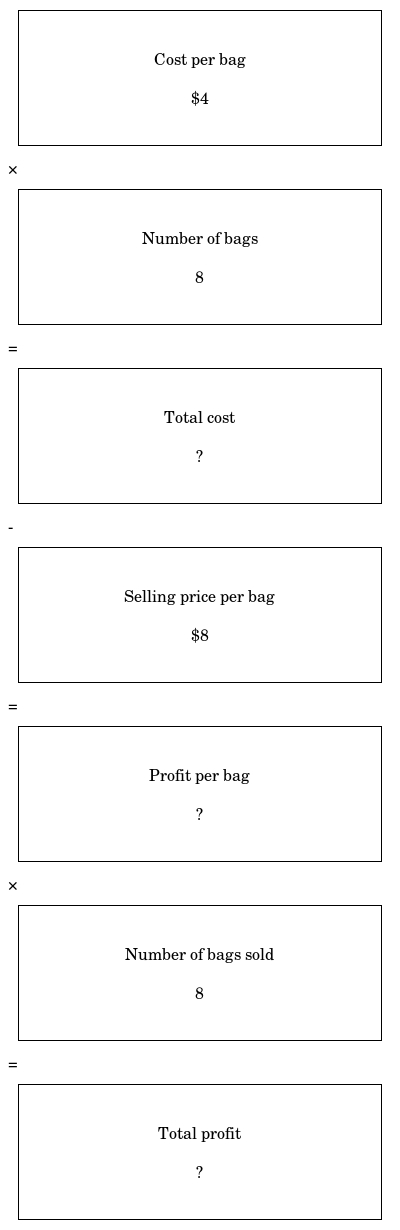 Cost per bag
$4
×
Number of bags
8
=
Total cost
?
-
Selling price per bag
$8
=
Profit per bag
?
×
Number of bags sold
8
=
Total profit
?